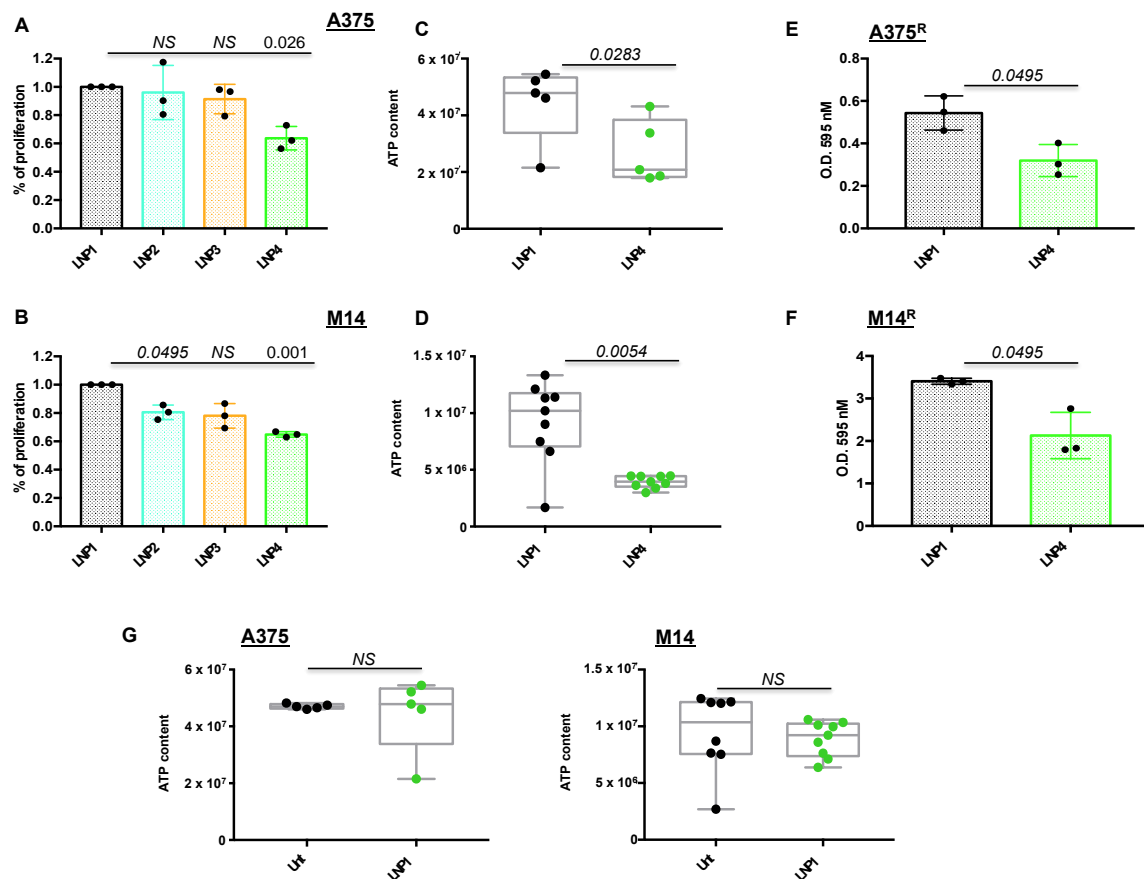 A
A375
NS NS 0.026
% of proliferation
1.2
1.0
0.8
0.6
0.4
0.2
0.0
LNP1 LNP2 LNP3 LNP4
C
0.0283
ATP content
6 x 10⁷
4 x 10⁷
2 x 10⁷
0
LNP1 LNP4
E
A375ᴿ
0.0495
O.D. 595 nM
0.6
0.4
0.2
0.0
LNP1 LNP4
B
M14
0.0495 NS 0.001
% of proliferation
1.2
1.0
0.8
0.6
0.4
0.2
0.0
LNP1 LNP2 LNP3 LNP4
D
0.0054
ATP content
1.5 x 10⁷
1.0 x 10⁷
5 x 10⁶
0
LNP1 LNP4
F
M14ᴿ
0.0495
O.D. 595 nM
4
3
2
1
0
LNP1 LNP4
G
A375
NS
ATP content
6 x 10⁷
4 x 10⁷
2 x 10⁷
0
Unt LNP1
M14
NS
ATP content
1.5 x 10⁷
1.0 x 10⁷
5 x 10⁶
0
Unt LNP1